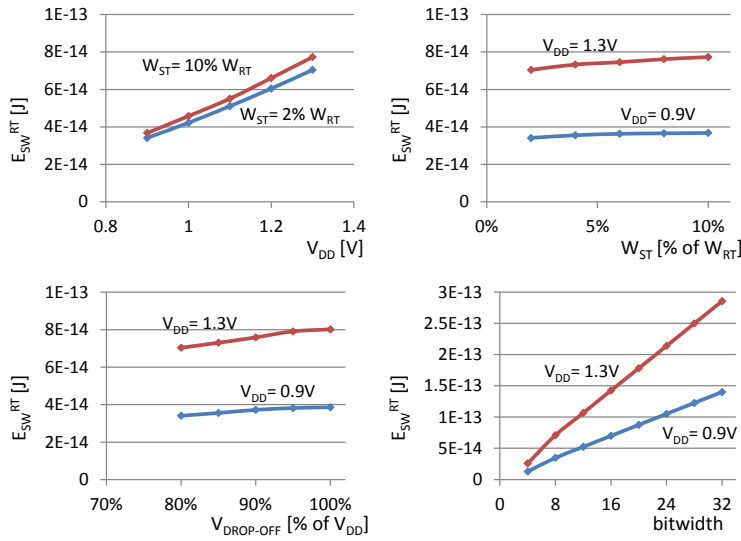 1E-13
8E-14
6E-14
4E-14
2E-14
0
E_SW^RT [J]
W_ST= 10% W_RT
W_ST= 2% W_RT
0.8 1 1.2 1.4
V_DD [V]
1E-13
8E-14
6E-14
4E-14
2E-14
0
E_SW^RT [J]
V_DD= 1.3V
V_DD= 0.9V
0% 5% 10%
W_ST [% of W_RT]
1E-13
8E-14
6E-14
4E-14
2E-14
0
E_SW^RT [J]
V_DD= 1.3V
V_DD= 0.9V
70% 80% 90% 100%
V_DROP-OFF [% of V_DD]
3E-13
3E-13
2E-13
1.5E-13
1E-13
5E-14
0
E_SW^RT [J]
V_DD= 1.3V
V_DD= 0.9V
0 8 16 24 32
bitwidth